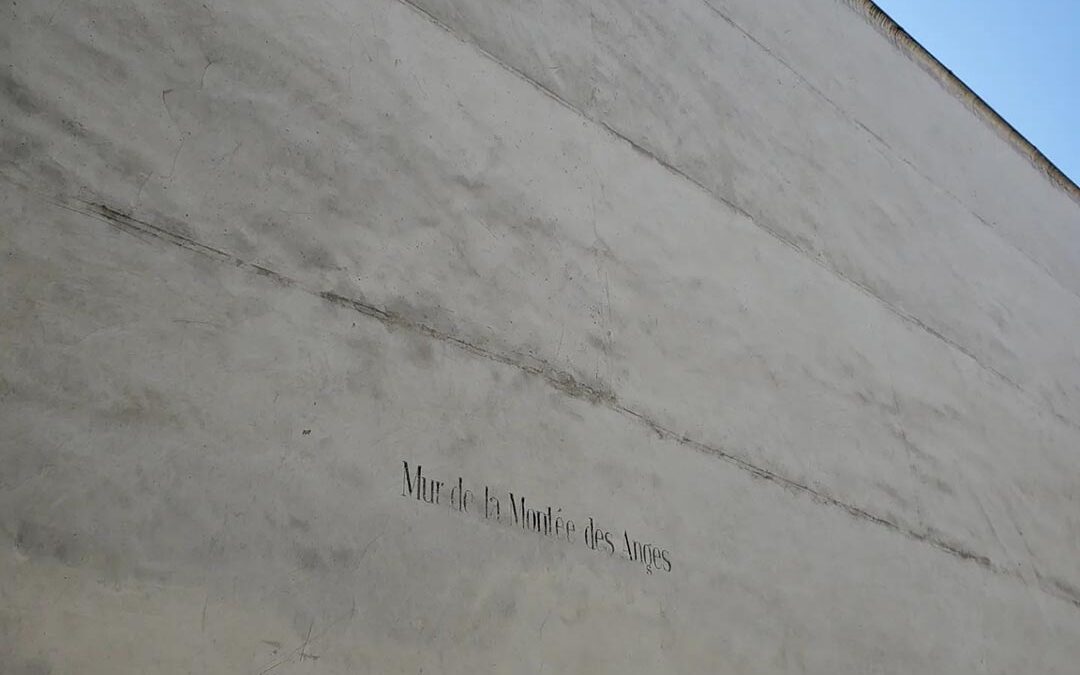 Mur de la Montée des Anges